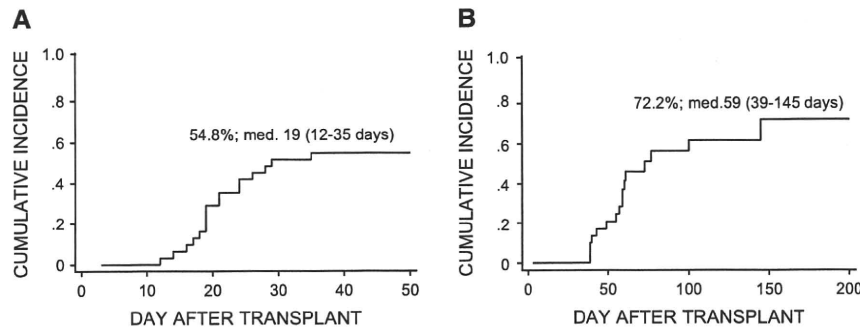 A
CUMULATIVE INCIDENCE
1.0
.8
.6
.4
.2
0
54.8%; med. 19 (12-35 days)
0 10 20 30 40 50
DAY AFTER TRANSPLANT
B
CUMULATIVE INCIDENCE
1.0
.8
.6
.4
.2
0
72.2%; med.59 (39-145 days)
0 50 100 150 200
DAY AFTER TRANSPLANT